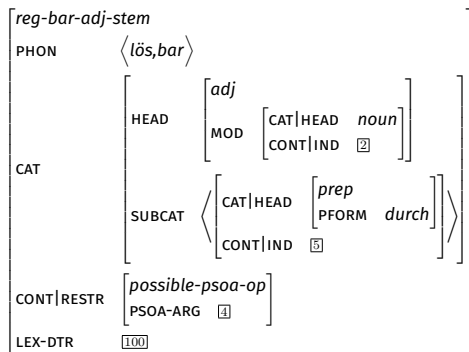 reg-bar-adj-stem
PHON ⟨lös,bar⟩
adj
HEAD MOD CAT|HEAD noun
CONT|IND 2
CAT
prep
SUBCAT ⟨ CAT|HEAD PFORM durch ⟩
CONT|IND 5
possible-psoa-op
CONT|RESTR PSOA-ARG 4
LEX-DTR 100